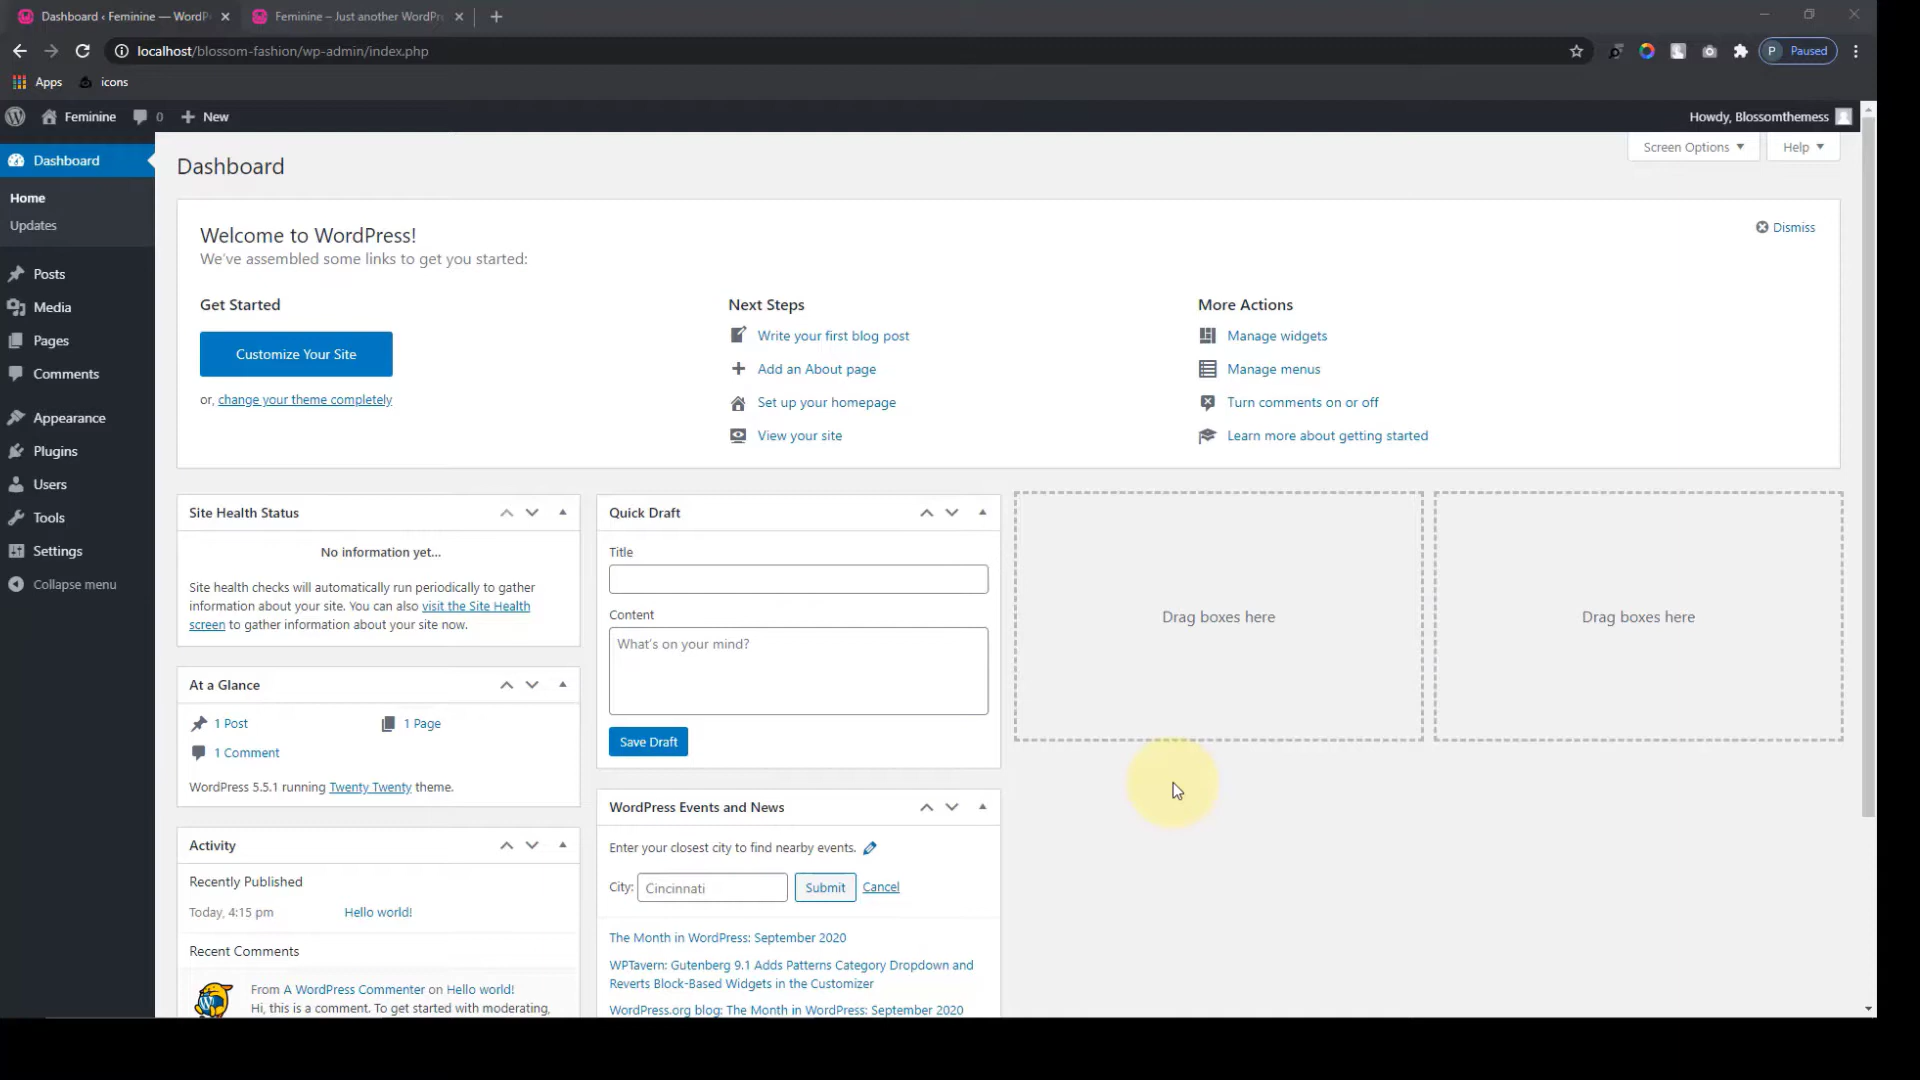 Dashboard ‹ Feminine — WordP
Feminine – Just another WordPr
localhost/blossom-fashion/wp-admin/index.php
P Paused
Apps
icons
Feminine
0
New
Howdy, Blossomthemess
Dashboard
Home
Updates
Posts
Media
Pages
Comments
Appearance
Plugins
Users
Tools
Settings
Collapse menu
Dashboard
Screen Options
Help
Welcome to WordPress!
We've assembled some links to get you started:
Dismiss
Get Started
Customize Your Site
or, change your theme completely
Next Steps
Write your first blog post
Add an About page
Set up your homepage
View your site
More Actions
Manage widgets
Manage menus
Turn comments on or off
Learn more about getting started
Site Health Status
No information yet...
Site health checks will automatically run periodically to gather
information about your site. You can also visit the Site Health
screen to gather information about your site now.
At a Glance
1 Post
1 Page
1 Comment
WordPress 5.5.1 running Twenty Twenty theme.
Activity
Recently Published
Today, 4:15 pm
Hello world!
Recent Comments
From A WordPress Commenter on Hello world!
Hi, this is a comment. To get started with moderating,
Quick Draft
Title
Content
What's on your mind?
Save Draft
WordPress Events and News
Enter your closest city to find nearby events.
City:
Cincinnati
Submit
Cancel
The Month in WordPress: September 2020
WPTavern: Gutenberg 9.1 Adds Patterns Category Dropdown and
Reverts Block-Based Widgets in the Customizer
WordPress.org blog: The Month in WordPress: September 2020
Drag boxes here
Drag boxes here